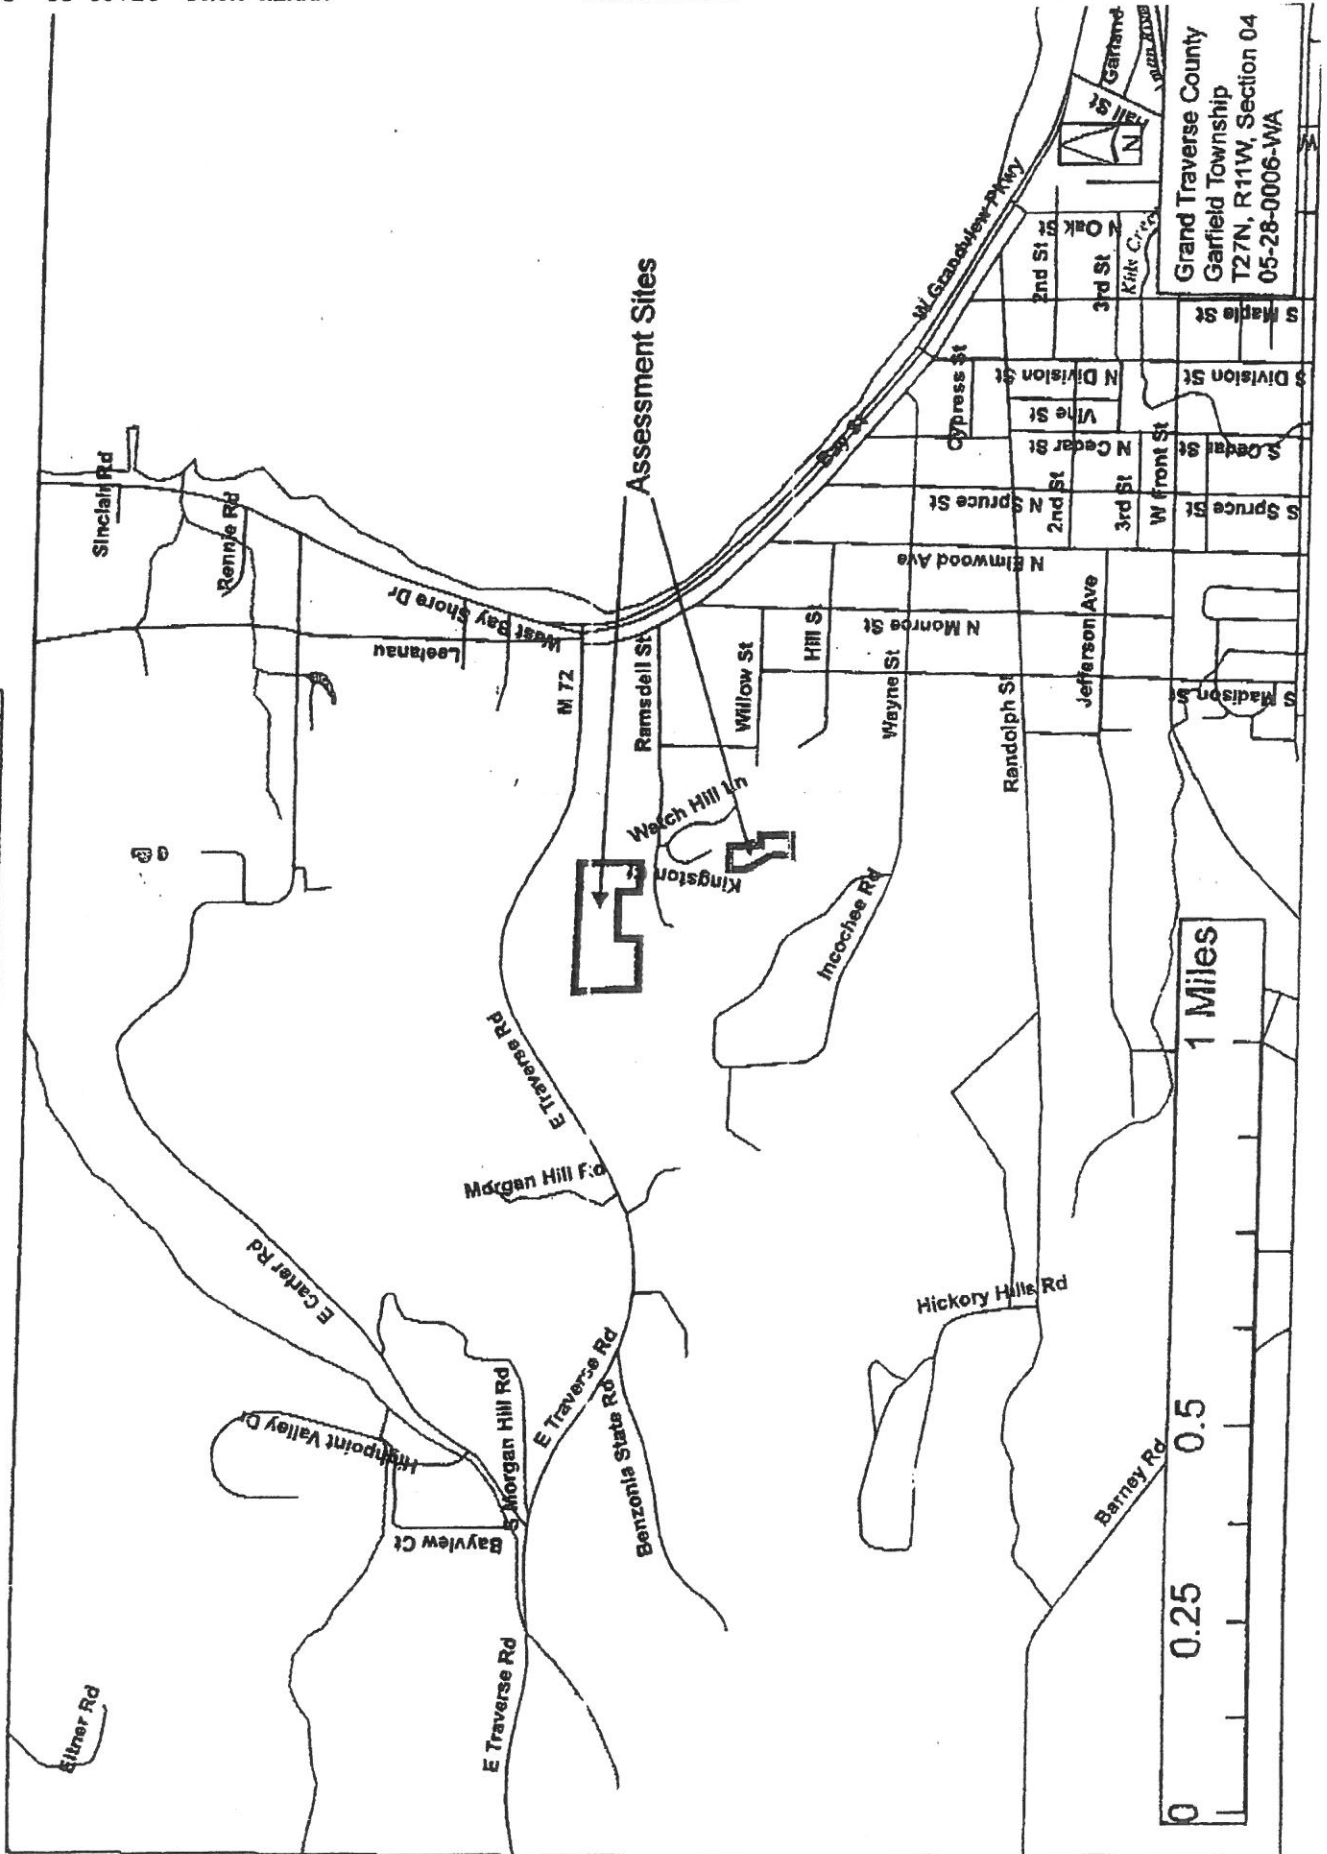 Sinclair Rd
Rennie Rd
West Bay Shore Dr
Leelanau
M 72
Assessment Sites
Ramsdell St
Willow St
Hill St
Wayne St
Randolph St
Jefferson Ave
Watch Hill Ln
Kingston Ct
Incochee Rd
E Traverse Rd
Morgan Hill Rd
E Carter Rd
Highpoint Valley Dr
S Morgan Hill Rd
Bayview Ct
E Traverse Rd
Benzonia State Rd
E Traverse Rd
Hickory Hills Rd
Barney Rd
W Grandview Pkwy
Bay St
Cypress St
N Oak St
2nd St
3rd St
N Division St
Vine St
N Cedar St
N Spruce St
2nd St
3rd St
W Front St
N Elmwood Ave
N Monroe St
S Maple St
S Division St
S Cedar St
S Spruce St
S Madison St
Hall St
Garland
N
Grand Traverse County
Garfield Township
T27N, R11W, Section 04
05-28-0006-WA
0 0.25 0.5 1 Miles